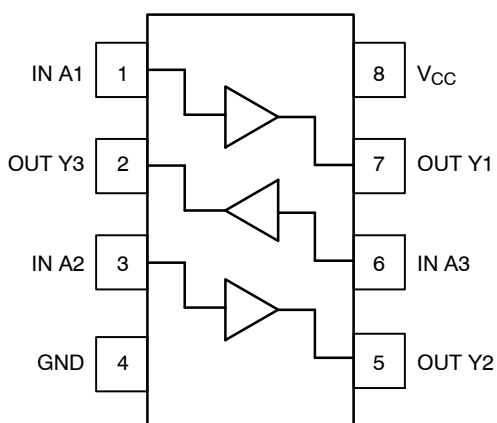 IN A1 1 8 VCC
OUT Y3 2 7 OUT Y1
IN A2 3 6 IN A3
GND 4 5 OUT Y2